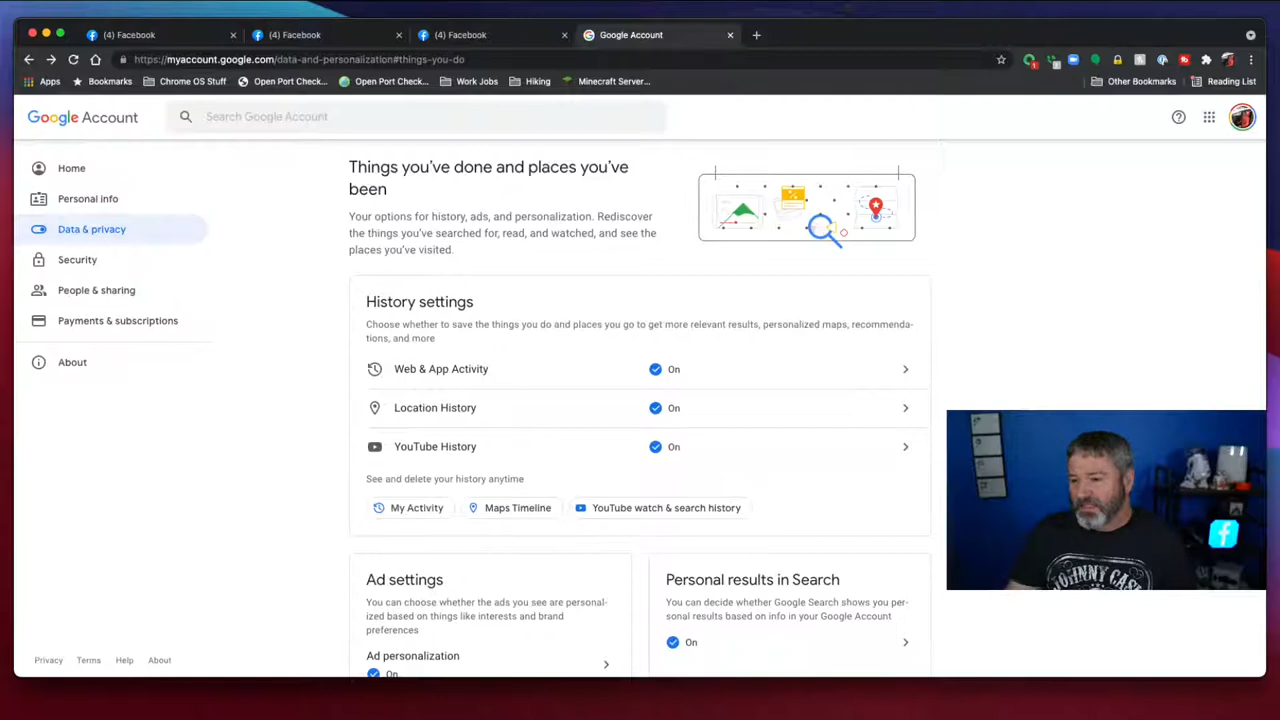 (4) Facebook
(4) Facebook
(4) Facebook
Google Account
https://myaccount.google.com/data-and-personalization#things-you-do
Apps
Bookmarks
Chrome OS Stuff
Open Port Check...
Open Port Check...
Work Jobs
Hiking
Minecraft Server...
Other Bookmarks
Reading List
Google Account
Search Google Account
Home
Personal info
Data & privacy
Security
People & sharing
Payments & subscriptions
About
Things you've done and places you've
been
Your options for history, ads, and personalization. Rediscover
the things you've searched for, read, and watched, and see the
places you've visited.
History settings
Choose whether to save the things you do and places you go to get more relevant results, personalized maps, recommenda-
tions, and more
Web & App Activity
On
Location History
On
YouTube History
On
See and delete your history anytime
My Activity
Maps Timeline
YouTube watch & search history
Ad settings
You can choose whether the ads you see are personal-
ized based on things like interests and brand
preferences
Ad personalization
On
Personal results in Search
You can decide whether Google Search shows you per-
sonal results based on info in your Google Account
On
JOHNNY CASH
Privacy
Terms
Help
About